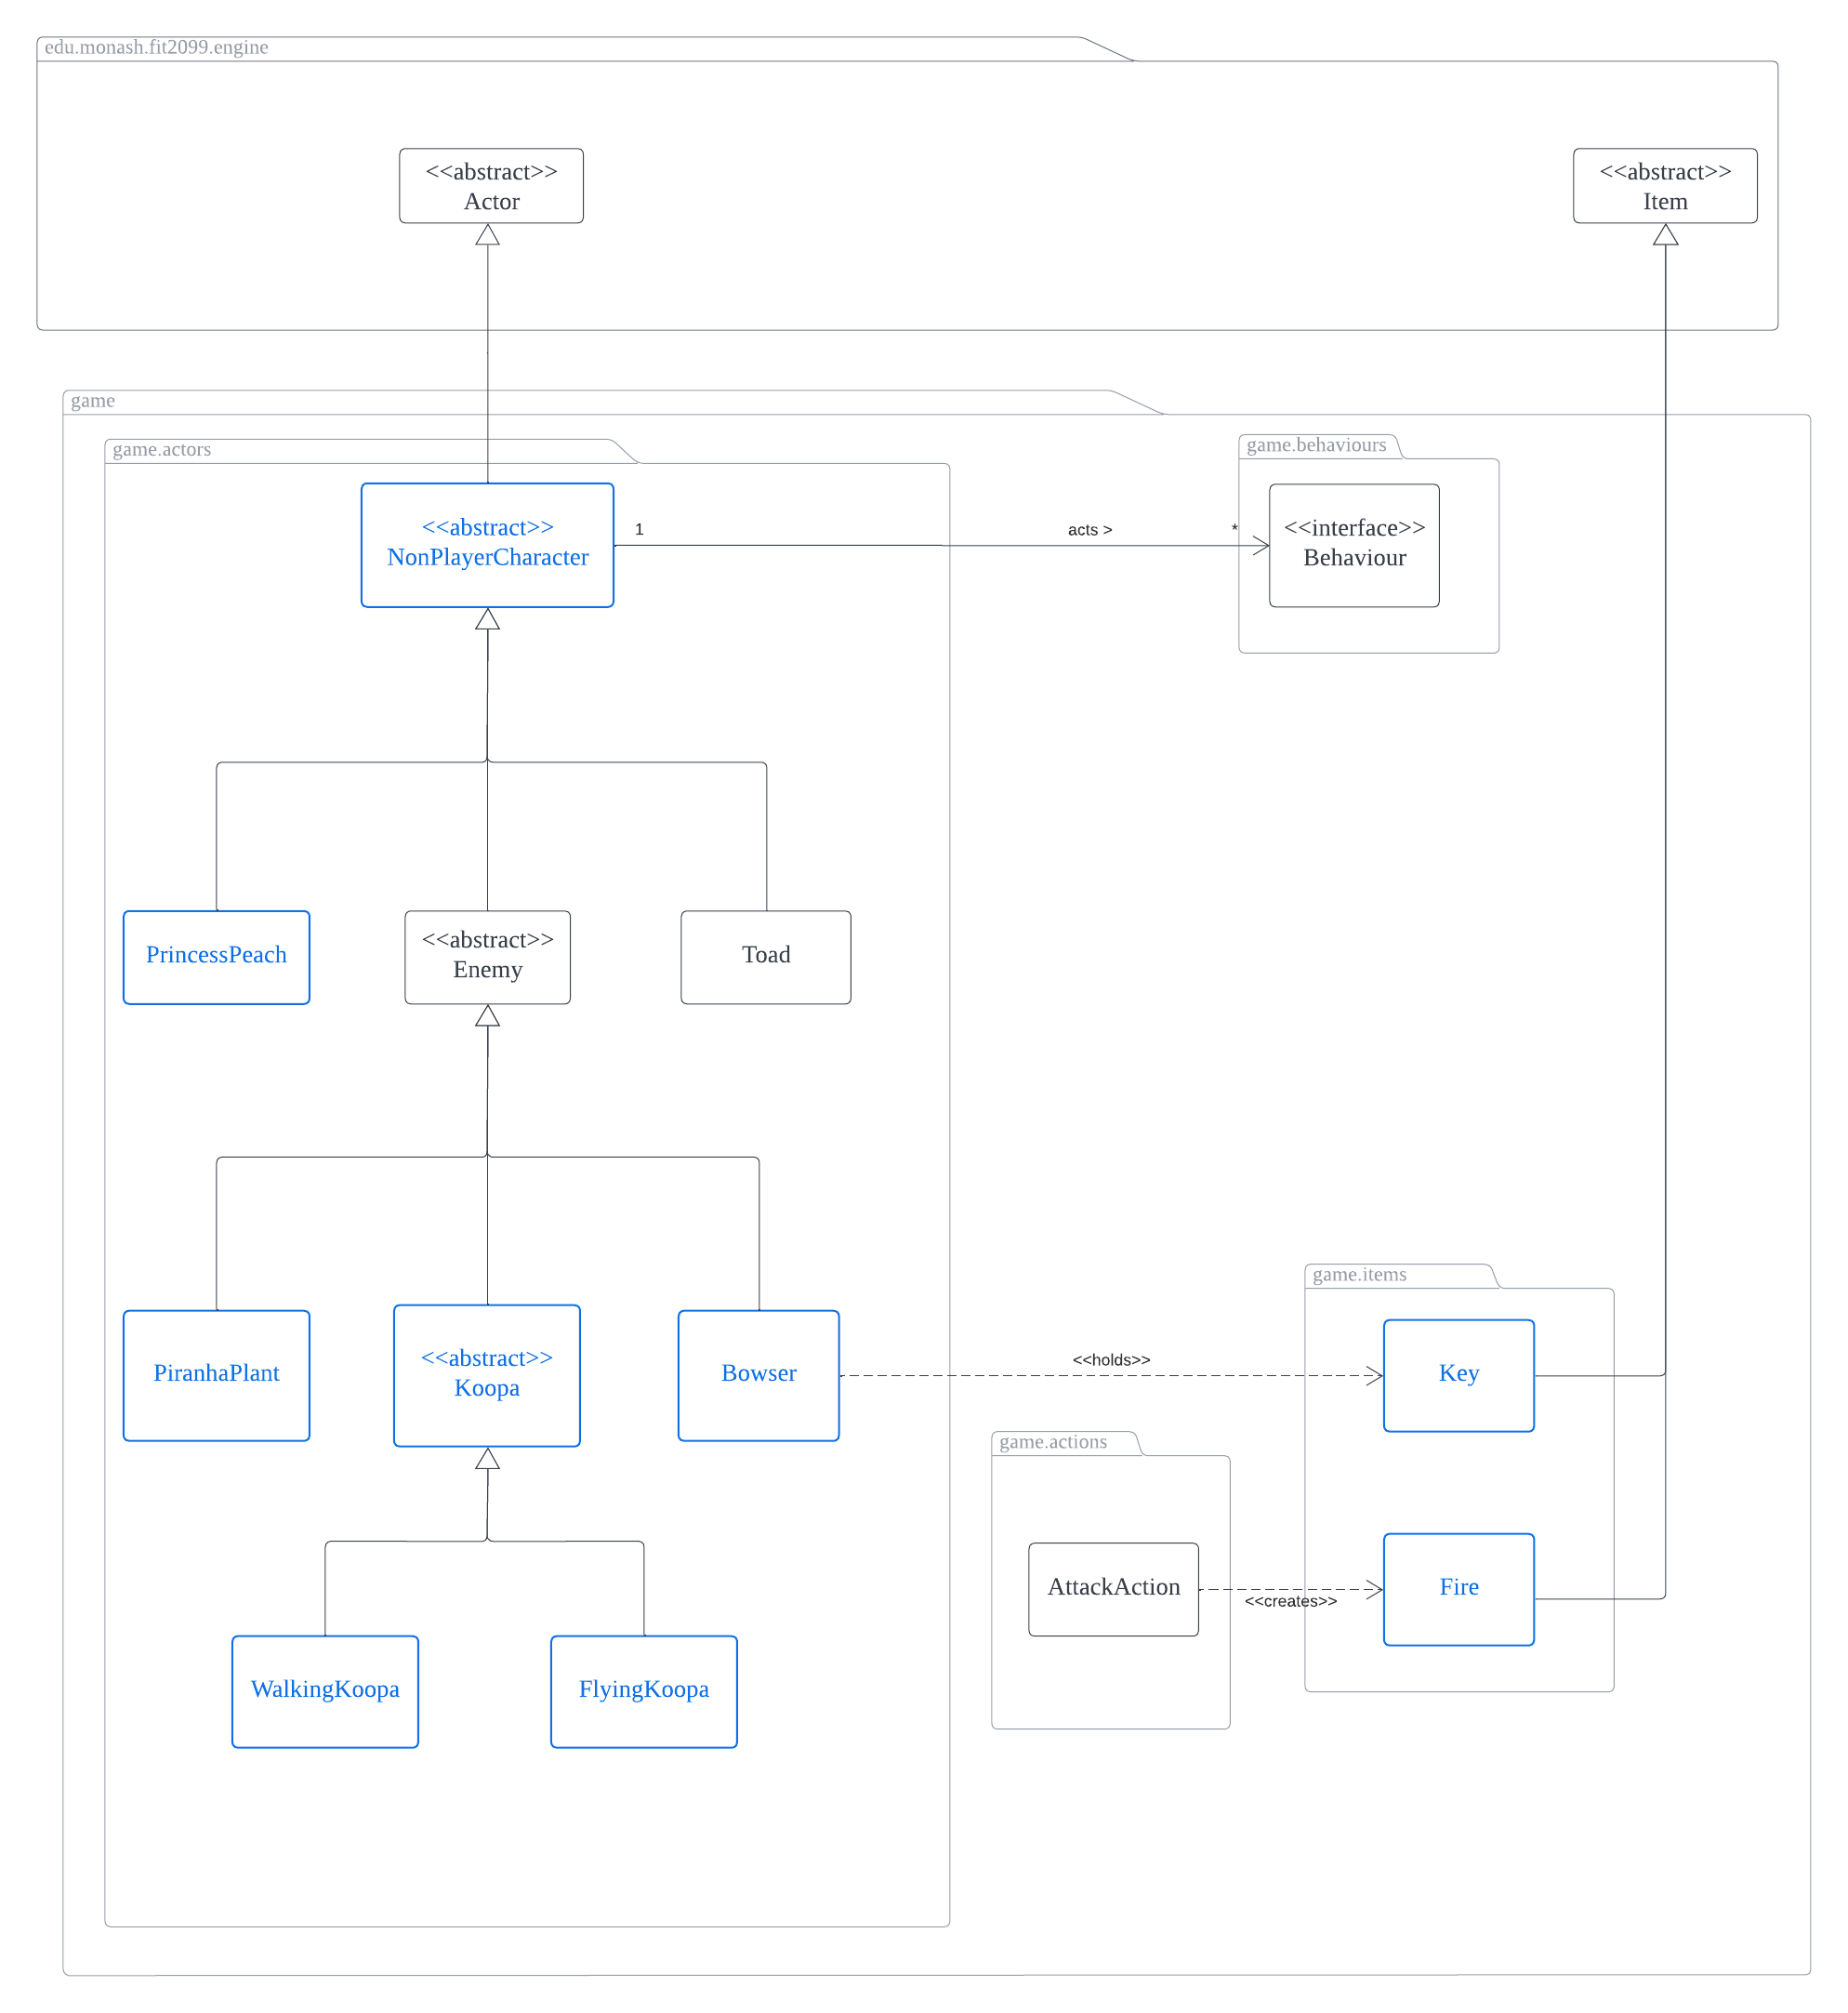 edu.monash.fit2099.engine
<<abstract>>
Actor
<<abstract>>
Item
game
game.actors
game.behaviours
<<abstract>>
NonPlayerCharacter
1
acts >
*
<<interface>>
Behaviour
PrincessPeach
<<abstract>>
Enemy
Toad
game.items
PiranhaPlant
<<abstract>>
Koopa
Bowser
<<holds>>
Key
game.actions
AttackAction
<<creates>>
Fire
WalkingKoopa
FlyingKoopa